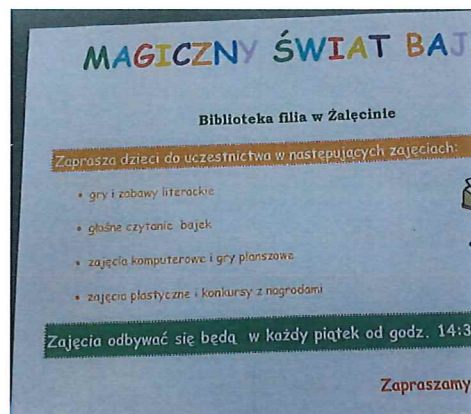 MAGICZNY ŚWIAT BAJ
Biblioteka filia w Żalęcinie
Zaprasza dzieci do uczestnictwa w następujących zajęciach:
• gry i zabawy literackie
• głośne czytanie bajek
• zajęcia komputerowe i gry planszowe
• zajęcia plastyczne i konkursy z nagrodami
Zajęcia odbywać się będą w każdy piątek od godz. 14:3
Zapraszamy